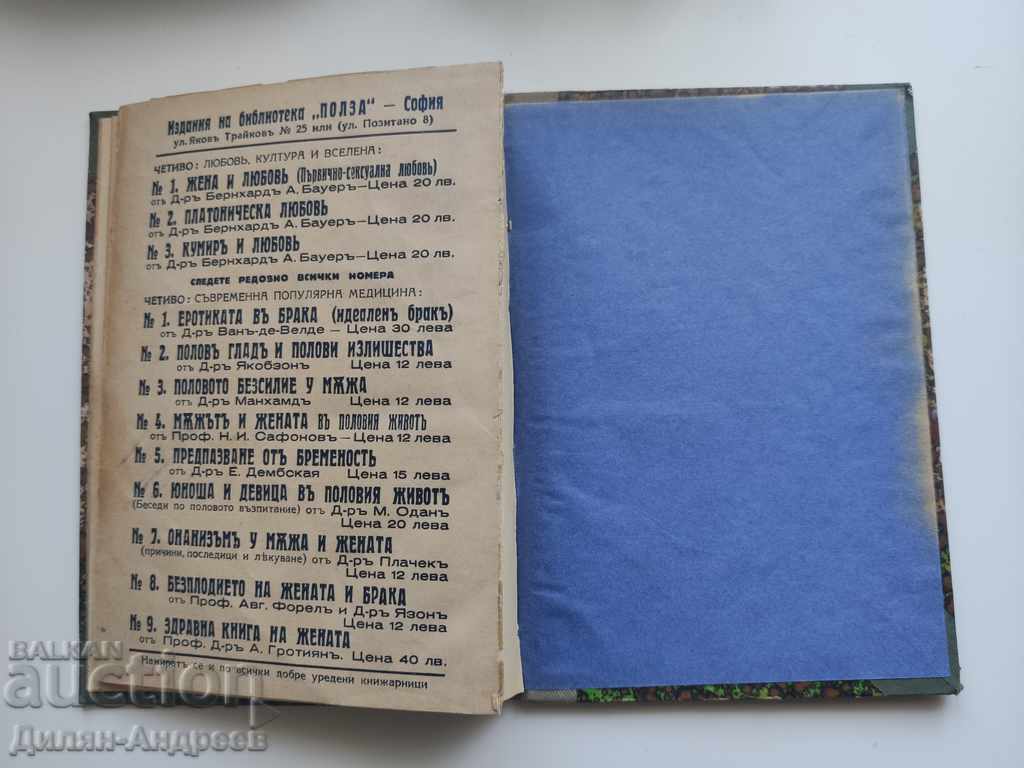 Издания на библиотека „ПОЛЗА“ – София
ул. Яковъ Трайковъ № 25 или (ул. Позитано 8)
ЧЕТИВО: ЛЮБОВЬ, КУЛТУРА И ВСЕЛЕНА:
№ 1. ЖЕНА И ЛЮБОВЬ (Първично-сексуална любовь)
отъ Д-ръ Бернхардъ А. Бауеръ – Цена 20 лв.
№ 2. ПЛАТОНИЧЕСКА ЛЮБОВЬ
отъ Д-ръ Бернхардъ А. Бауеръ – Цена 20 лв.
№ 3. КУМИРЪ И ЛЮБОВЬ
отъ Д-ръ Бернхардъ А. Бауеръ – Цена 20 лв.
СЛЕДЕТЕ РЕДОВНО ВСИЧКИ НОМЕРА
ЧЕТИВО: СЪВРЕМЕННА ПОПУЛЯРНА МЕДИЦИНА:
№ 1. ЕРОТИКАТА ВЪ БРАКА (идеаленъ бракъ)
отъ Д-ръ Ванъ-де-Велде – Цена 30 лева
№ 2. ПОЛОВЪ ГЛАДЪ И ПОЛОВИ ИЗЛИШЕСТВА
отъ Д-ръ Якобзонъ Цена 12 лева
№ 3. ПОЛОВОТО БЕЗСИЛИЕ У МѪЖА
отъ Д-ръ Манхамдъ Цена 12 лева
№ 4. МѪЖЪТЪ И ЖЕНАТА ВЪ ПОЛОВИЯ ЖИВОТЪ
отъ Проф. Н. И. Сафоновъ – Цена 12 лева
№ 5. ПРЕДПАЗВАНЕ ОТЪ БРЕМЕНОСТЬ
отъ Д-ръ Е. Дембская Цена 15 лева
№ 6. ЮНОША И ДЕВИЦА ВЪ ПОЛОВИЯ ЖИВОТЪ
(Беседи по половото възпитание) отъ Д-ръ М. Оданъ
Цена 20 лева
№ 7. ОНАНИЗЪМЪ У МѪЖА И ЖЕНАТА
(причини, последици и лѣкуване) отъ Д-ръ Плачекъ
Цена 12 лева
№ 8. БЕЗПЛОДИЕТО НА ЖЕНАТА И БРАКА
отъ Проф. Авг. Форелъ и Д-ръ Язонъ
Цена 12 лева
№ 9. ЗДРАВНА КНИГА НА ЖЕНАТА
отъ Проф. Д-ръ А. Гротиянъ. Цена 40 лв.
Намиратъ се и по всички добре уредени книжарници
BALKAN
auction
Дилян-Андреев